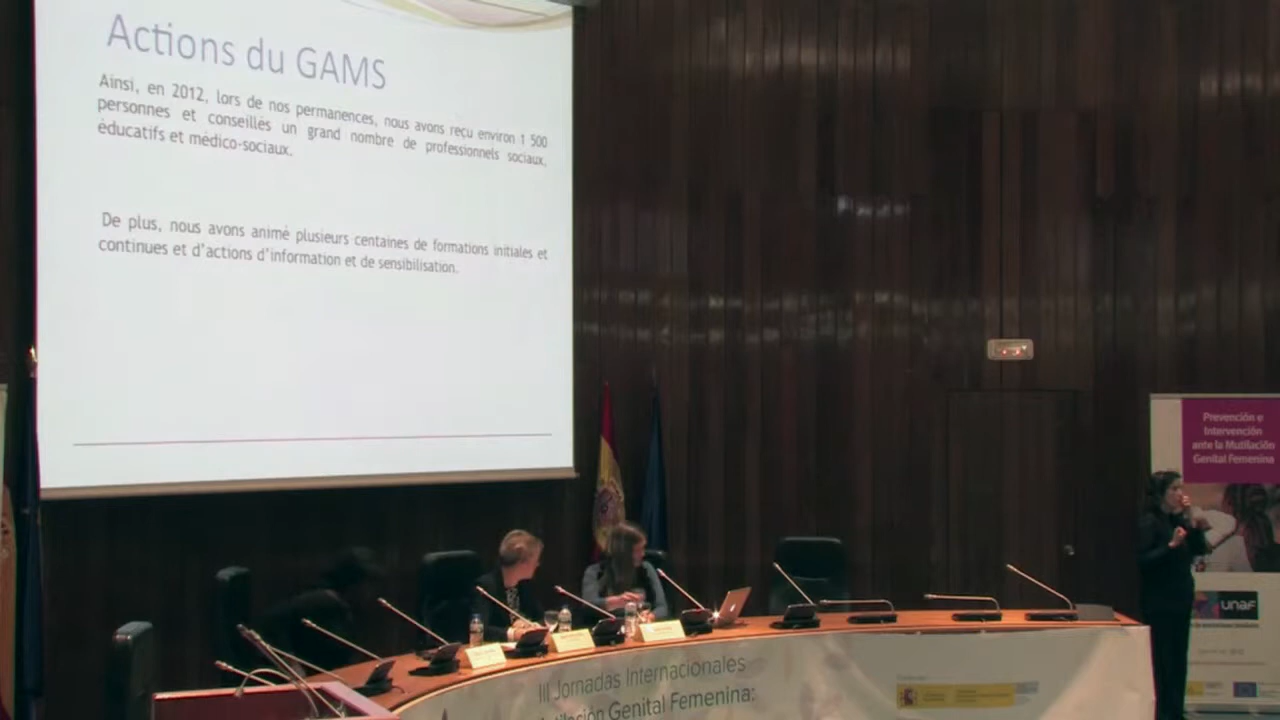 Actions du GAMS
Ainsi, en 2012, lors de nos permanences, nous avons reçu environ 1 500
personnes et conseillés un grand nombre de professionnels sociaux,
éducatifs et médico-sociaux.
De plus, nous avons animé plusieurs centaines de formations initiales et
continues et d'actions d'information et de sensibilisation.
Prevención e
Intervención
ante la Mutilación
Genital Femenina
unaf
III Jornadas Internacionales
Mutilación Genital Femenina: